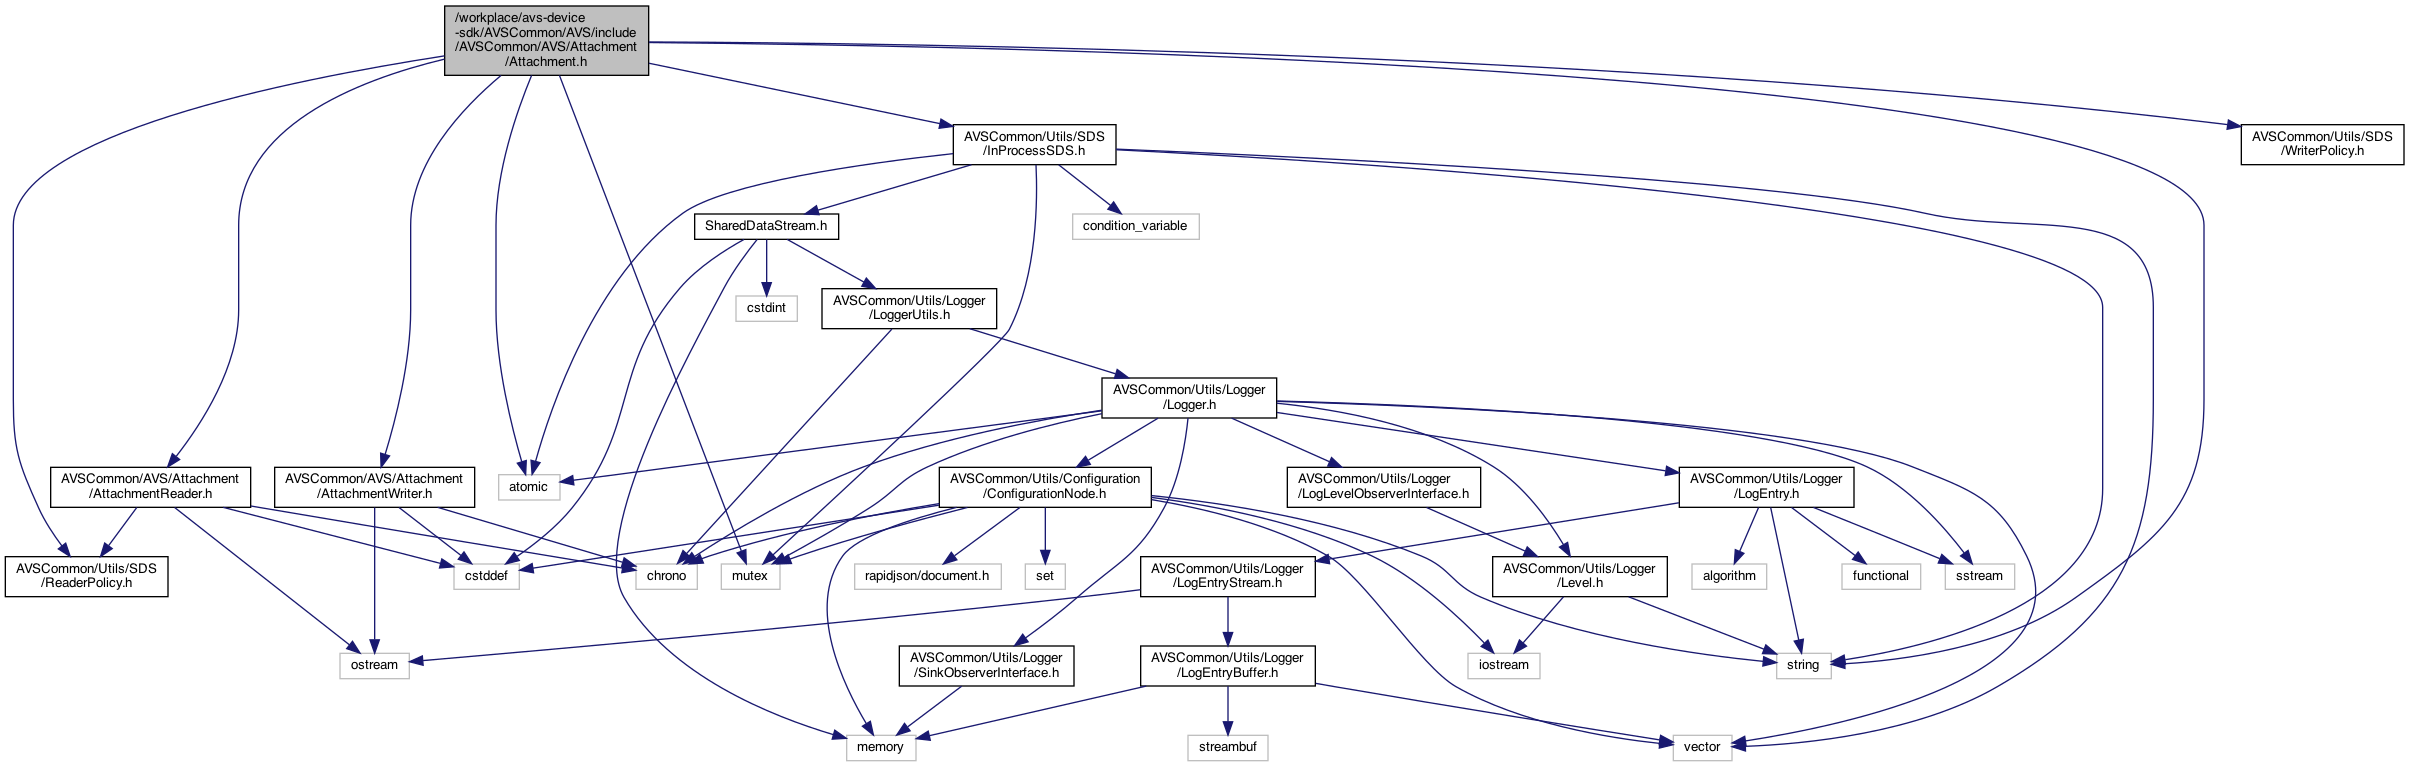 /workplace/avs-device
-sdk/AVSCommon/AVS/include
/AVSCommon/AVS/Attachment
/Attachment.h
AVSCommon/Utils/SDS
/InProcessSDS.h
AVSCommon/Utils/SDS
/WriterPolicy.h
SharedDataStream.h
condition_variable
cstdint
AVSCommon/Utils/Logger
/LoggerUtils.h
AVSCommon/Utils/Logger
/Logger.h
AVSCommon/AVS/Attachment
/AttachmentReader.h
AVSCommon/AVS/Attachment
/AttachmentWriter.h
atomic
AVSCommon/Utils/Configuration
/ConfigurationNode.h
AVSCommon/Utils/Logger
/LogLevelObserverInterface.h
AVSCommon/Utils/Logger
/LogEntry.h
AVSCommon/Utils/SDS
/ReaderPolicy.h
cstddef
chrono
mutex
rapidjson/document.h
set
AVSCommon/Utils/Logger
/LogEntryStream.h
AVSCommon/Utils/Logger
/Level.h
algorithm
functional
sstream
ostream
AVSCommon/Utils/Logger
/SinkObserverInterface.h
AVSCommon/Utils/Logger
/LogEntryBuffer.h
iostream
string
memory
streambuf
vector